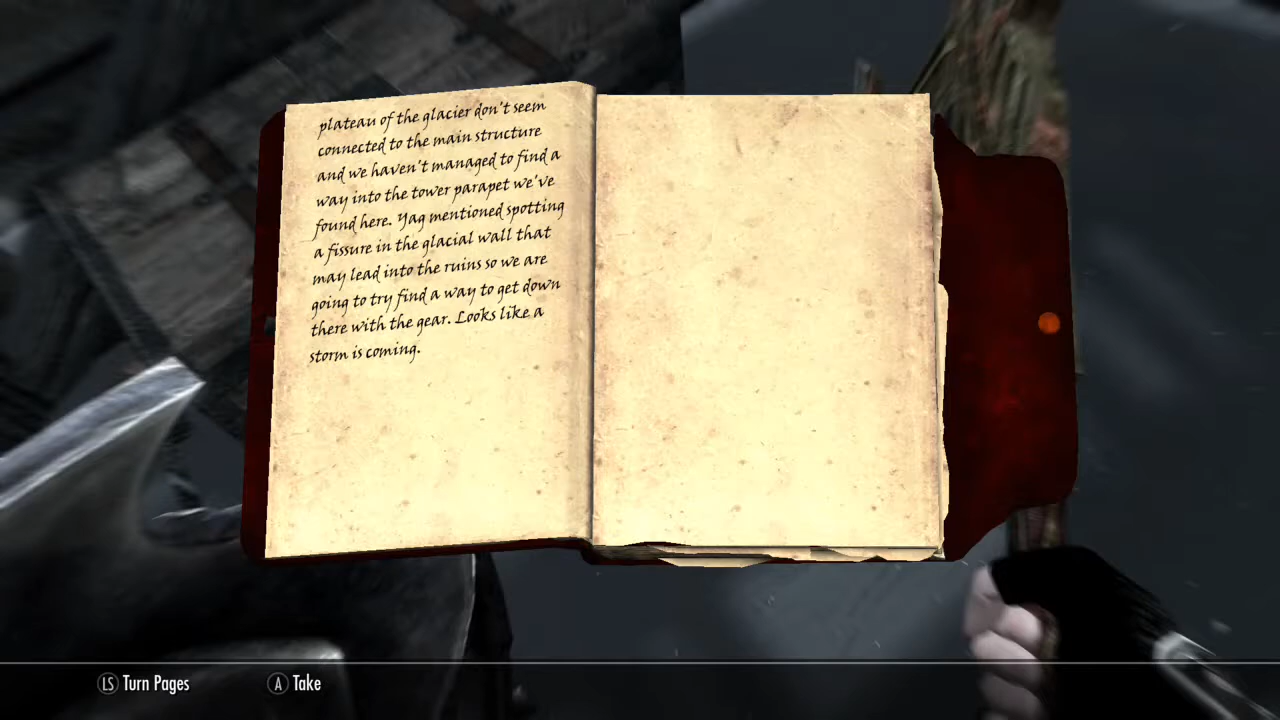 plateau of the glacier don't seem
connected to the main structure
and we haven't managed to find a
way into the tower parapet we've
found here. Yag mentioned spotting
a fissure in the glacial wall that
may lead into the ruins so we are
going to try find a way to get down
there with the gear. Looks like a
storm is coming.
LS Turn Pages
A Take